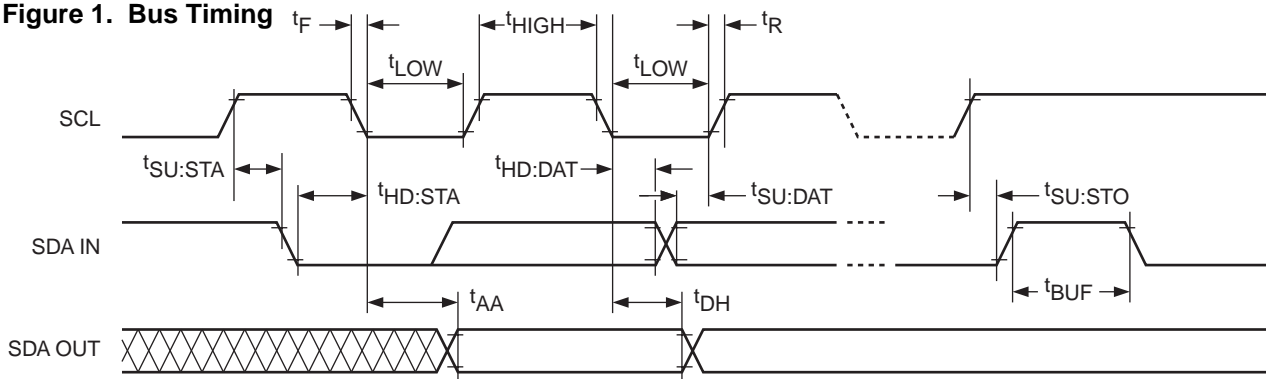 Figure 1. Bus Timing
tF
tHIGH
tR
tLOW
tLOW
SCL
tSU:STA
tHD:STA
tHD:DAT
tSU:DAT
tSU:STO
SDA IN
tBUF
tAA
tDH
SDA OUT